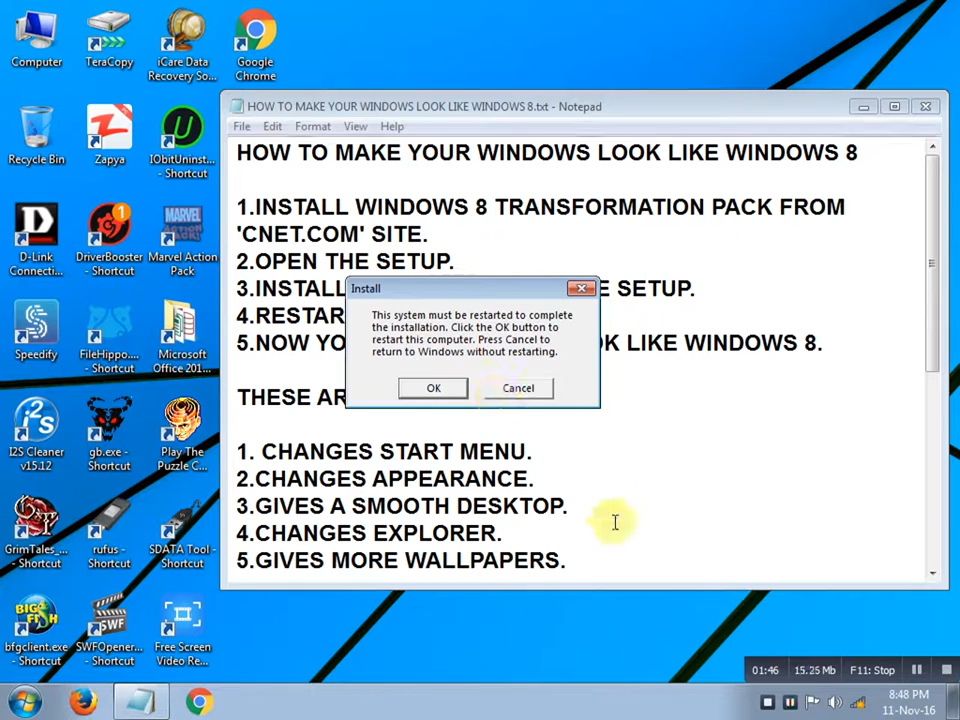 Computer
TeraCopy
iCare Data
Recovery So...
Google
Chrome
Recycle Bin
Zapya
IObitUninst...
- Shortcut
D
D-Link
Connecti...
1
DriverBooster
- Shortcut
MARVEL
Marvel Action
Pack
Speedify
FileHippo....
- Shortcut
Microsoft
Office 201...
i2s
I2S Cleaner
v15.12
gb.exe -
Shortcut
Play The
Puzzle C...
GrimTales_...
- Shortcut
rufus -
Shortcut
SDATA Tool -
Shortcut
BIG
FISH
bfgclient.exe
- Shortcut
SWF
SWFOpener...
- Shortcut
Free Screen
Video Re...
HOW TO MAKE YOUR WINDOWS LOOK LIKE WINDOWS 8.txt - Notepad
File Edit Format View Help
HOW TO MAKE YOUR WINDOWS LOOK LIKE WINDOWS 8
1.INSTALL WINDOWS 8 TRANSFORMATION PACK FROM
'CNET.COM' SITE.
2.OPEN THE SETUP.
3.INSTALL E SETUP.
4.RESTAR
5.NOW YO OK LIKE WINDOWS 8.
THESE AR
1. CHANGES START MENU.
2.CHANGES APPEARANCE.
3.GIVES A SMOOTH DESKTOP.
4.CHANGES EXPLORER.
5.GIVES MORE WALLPAPERS.
Install
This system must be restarted to complete
the installation. Click the OK button to
restart this computer. Press Cancel to
return to Windows without restarting.
OK Cancel
01:46 15.25 Mb F11: Stop
8:48 PM
11-Nov-16